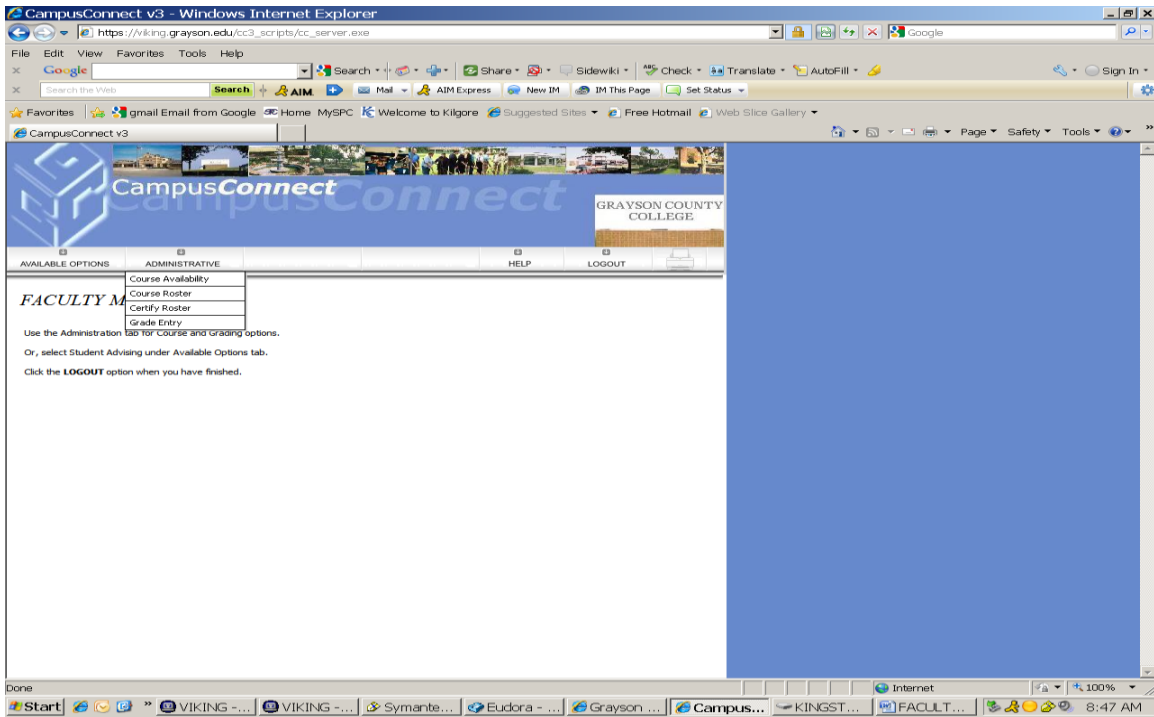 CampusConnect v3 - Windows Internet Explorer
https://viking.grayson.edu/cc3_scripts/cc_server.exe
Google
File Edit View Favorites Tools Help
x Google Search Share Sidewiki Check Translate AutoFill Sign In
x Search the Web Search AIM. Mail AIM Express New IM IM This Page Set Status
Favorites gmail Email from Google Home MySPC Welcome to Kilgore Suggested Sites Free Hotmail Web Slice Gallery
CampusConnect v3 Page Safety Tools
CampusConnect
CampusConnect
GRAYSON COUNTY
COLLEGE
AVAILABLE OPTIONS ADMINISTRATIVE HELP LOGOUT
Course Availability
Course Roster
Certify Roster
Grade Entry
FACULTY M
Use the Administration tab for Course and Grading options.
Or, select Student Advising under Available Options tab.
Click the LOGOUT option when you have finished.
Done Internet 100%
Start VIKING -... VIKING -... Symante... Eudora - ... Grayson ... Campus... KINGST... FACULT... 8:47 AM